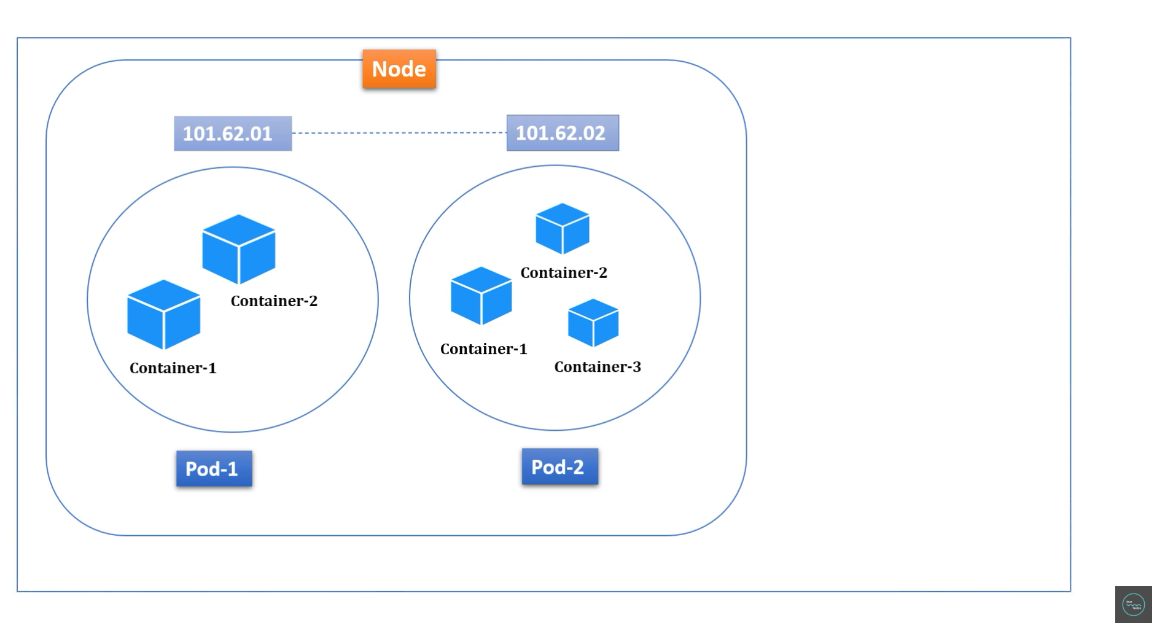 Node
101.62.01
101.62.02
Container-2
Container-1
Container-2
Container-1
Container-3
Pod-1
Pod-2